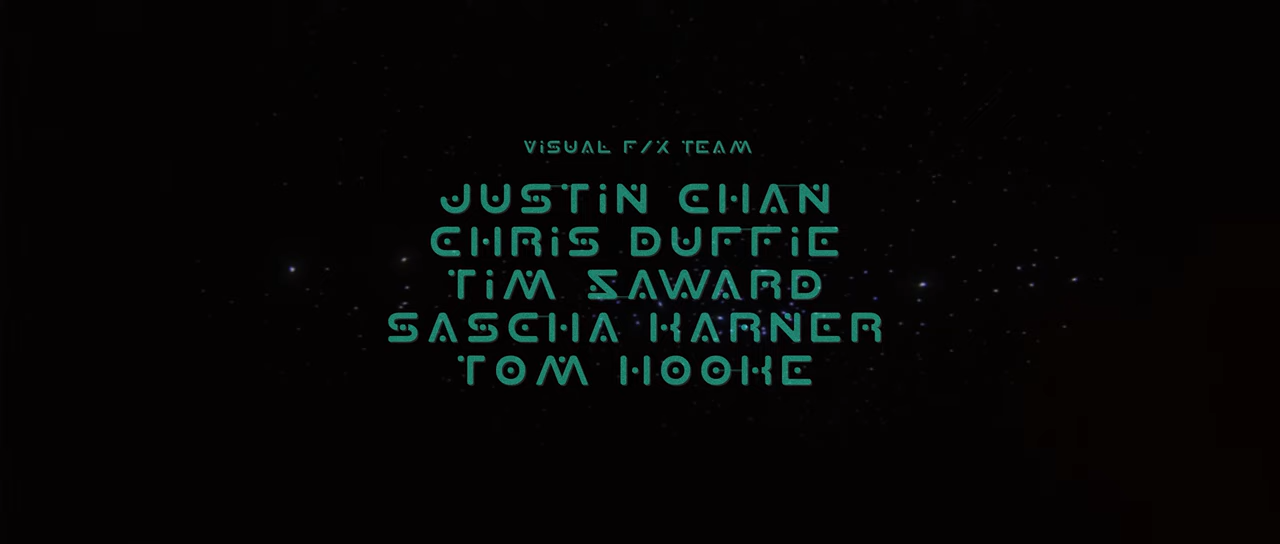 VISUAL F/X TEAM
JUSTIN CHAN
CHRIS DUFFIE
TIM SAWARD
SASCHA KARNER
TOM HOOKE